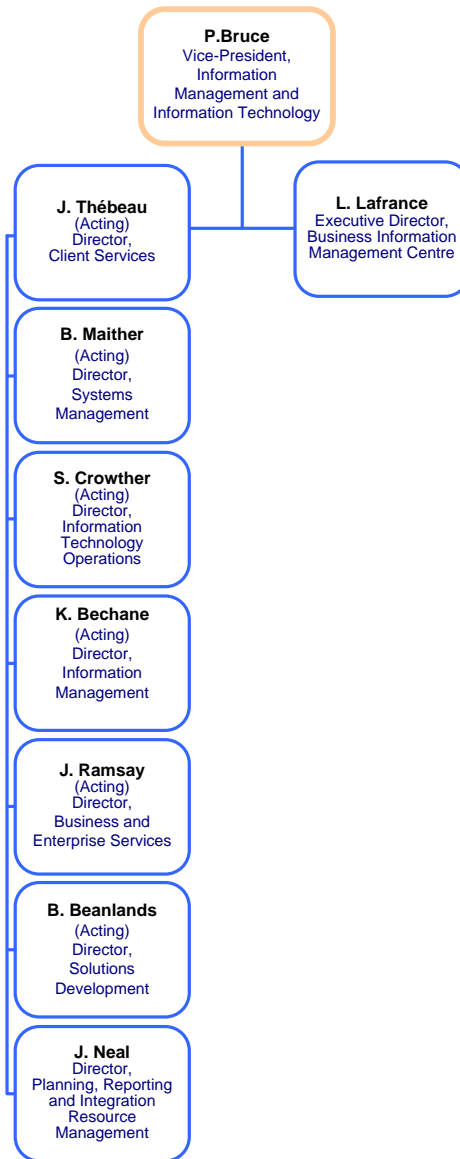 P.Bruce
Vice-President,
Information
Management and
Information Technology
J. Thébeau
(Acting)
Director,
Client Services
L. Lafrance
Executive Director,
Business Information
Management Centre
B. Maither
(Acting)
Director,
Systems
Management
S. Crowther
(Acting)
Director,
Information
Technology
Operations
K. Bechane
(Acting)
Director,
Information
Management
J. Ramsay
(Acting)
Director,
Business and
Enterprise Services
B. Beanlands
(Acting)
Director,
Solutions
Development
J. Neal
Director,
Planning, Reporting
and Integration
Resource
Management